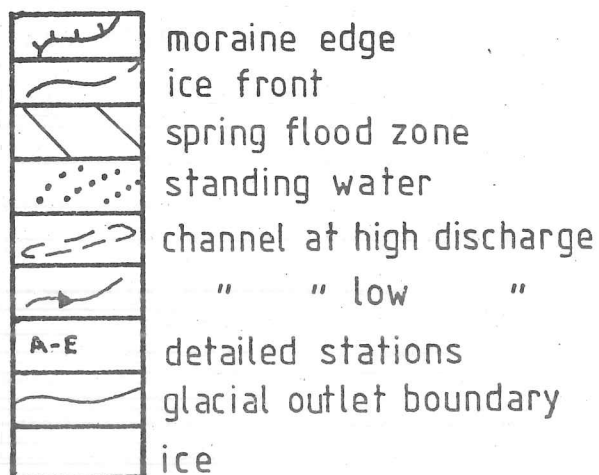 moraine edge
ice front
spring flood zone
standing water
channel at high discharge
" " low "
A-E detailed stations
glacial outlet boundary
ice